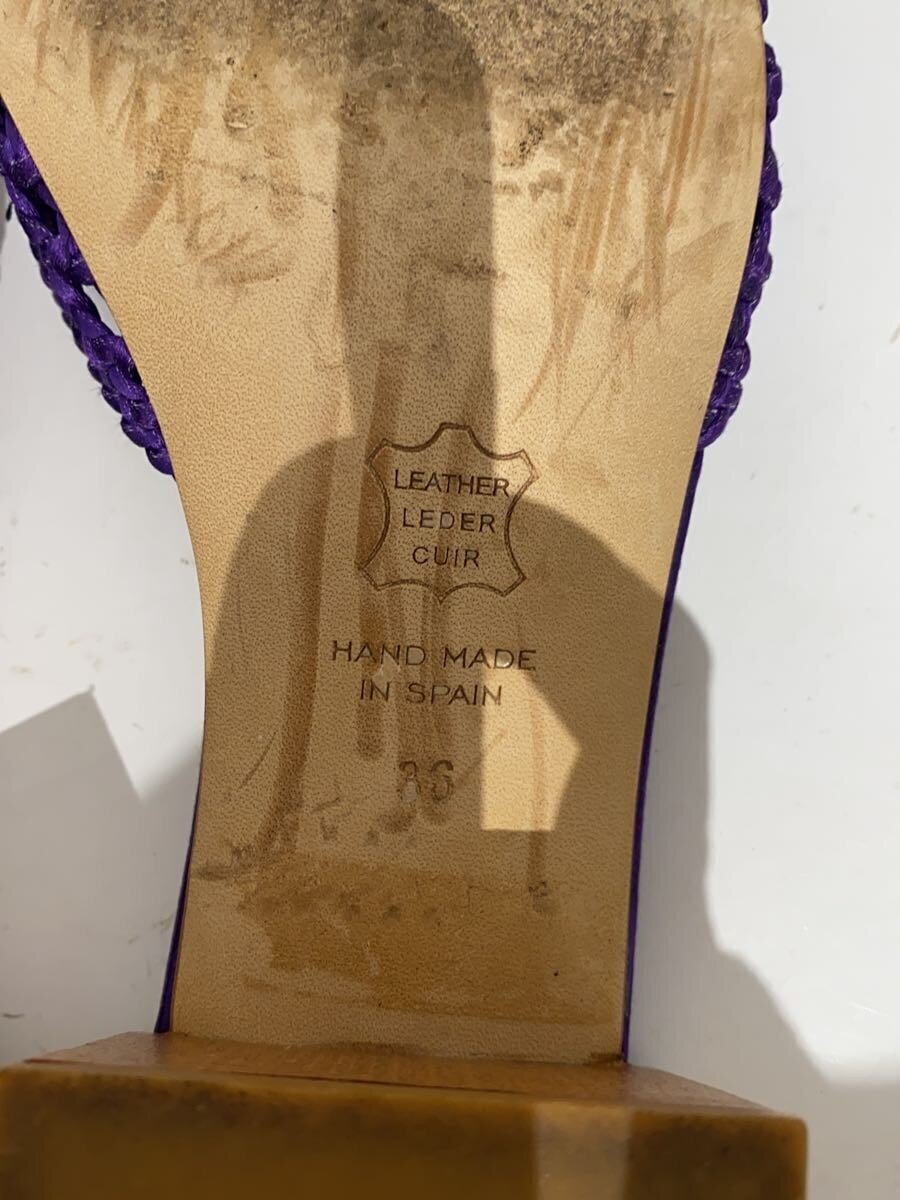 LEATHER
LEDER
CUIR
HAND MADE
IN SPAIN
36